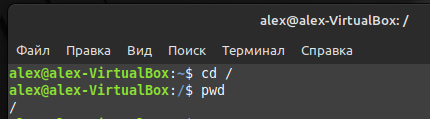 alex@alex-VirtualBox: /
Файл Правка Вид Поиск Терминал Справка
alex@alex-VirtualBox:~$ cd /
alex@alex-VirtualBox:/$ pwd
/